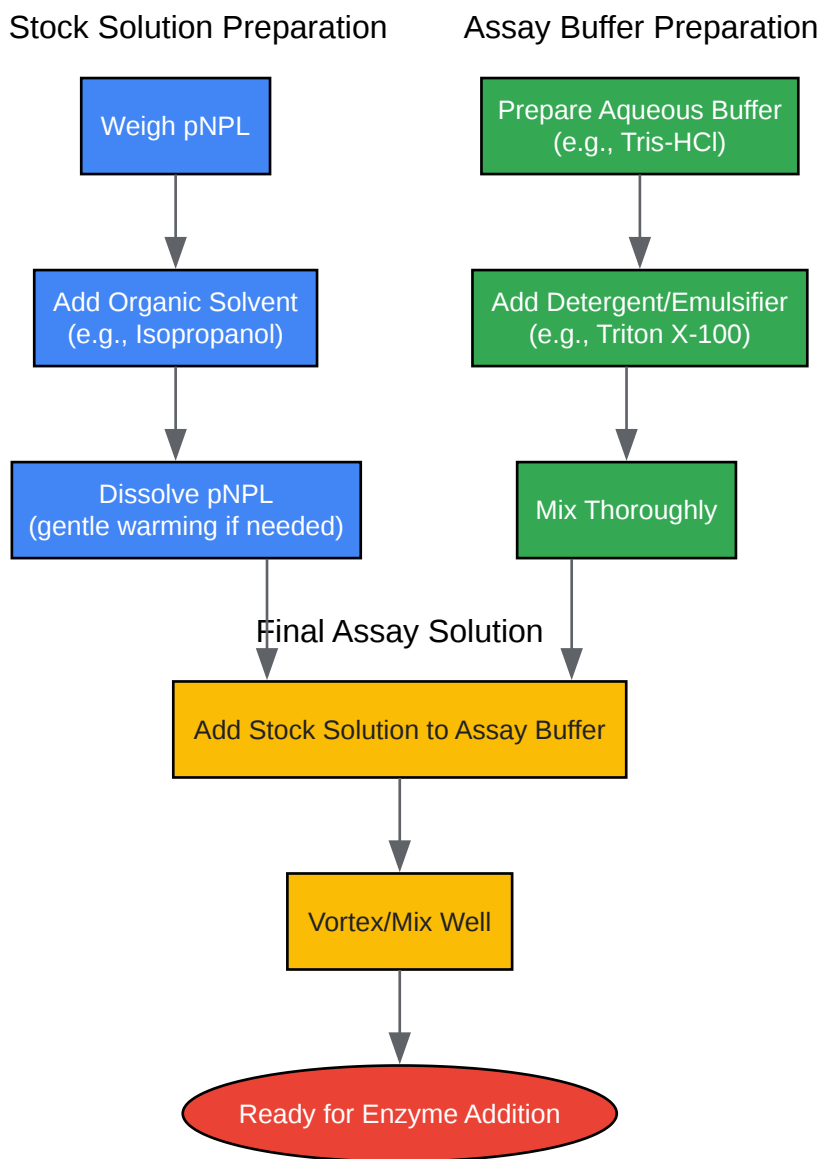 Stock Solution Preparation
Weigh pNPL
Add Organic Solvent
(e.g., Isopropanol)
Dissolve pNPL
(gentle warming if needed)
Assay Buffer Preparation
Prepare Aqueous Buffer
(e.g., Tris-HCl)
Add Detergent/Emulsifier
(e.g., Triton X-100)
Mix Thoroughly
Final Assay Solution
Add Stock Solution to Assay Buffer
Vortex/Mix Well
Ready for Enzyme Addition